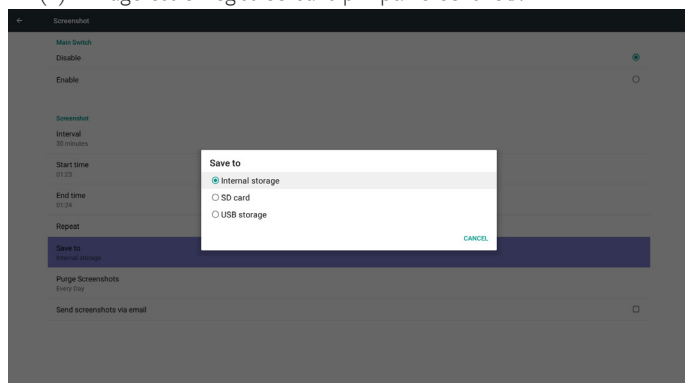 Screenshot
Main Switch
Disable
Enable
Screenshot
Interval
30 minutes
Start time
01:23
End time
01:24
Repeat
Save to
Internal storage
Purge Screenshots
Every Day
Send screenshots via email
Save to
Internal storage
SD card
USB storage
CANCEL